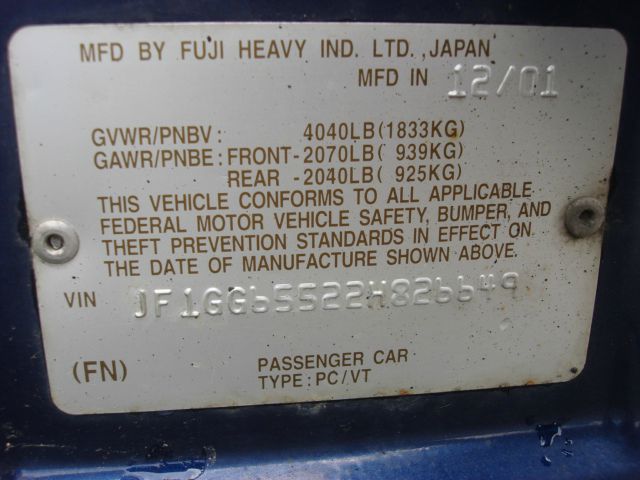 MFD BY FUJI HEAVY IND. LTD.,JAPAN
MFD IN 12/01
GVWR/PNBV: 4040LB(1833KG)
GAWR/PNBE: FRONT-2070LB( 939KG)
REAR -2040LB( 925KG)
THIS VEHICLE CONFORMS TO ALL APPLICABLE
FEDERAL MOTOR VEHICLE SAFETY, BUMPER, AND
THEFT PREVENTION STANDARDS IN EFFECT ON
THE DATE OF MANUFACTURE SHOWN ABOVE.
VIN JF1GG65522H826649
(FN) PASSENGER CAR
TYPE: PC/VT